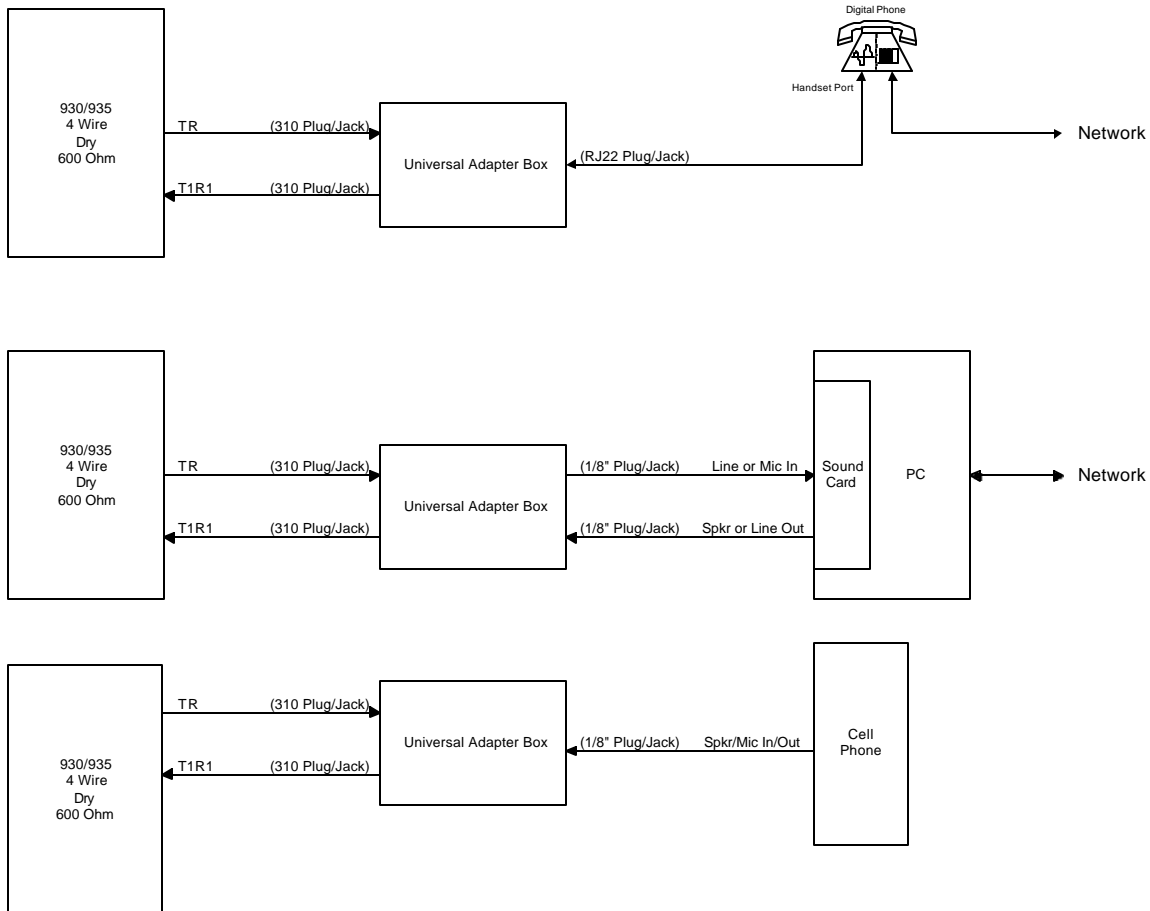 Digital Phone
Handset Port
930/935
4 Wire
Dry
600 Ohm
TR (310 Plug/Jack)
T1R1 (310 Plug/Jack)
Universal Adapter Box
(RJ22 Plug/Jack)
Network
930/935
4 Wire
Dry
600 Ohm
TR (310 Plug/Jack)
T1R1 (310 Plug/Jack)
Universal Adapter Box
(1/8" Plug/Jack) Line or Mic In
(1/8" Plug/Jack) Spkr or Line Out
Sound
Card
PC
Network
930/935
4 Wire
Dry
600 Ohm
TR (310 Plug/Jack)
T1R1 (310 Plug/Jack)
Universal Adapter Box
(1/8" Plug/Jack) Spkr/Mic In/Out
Cell
Phone